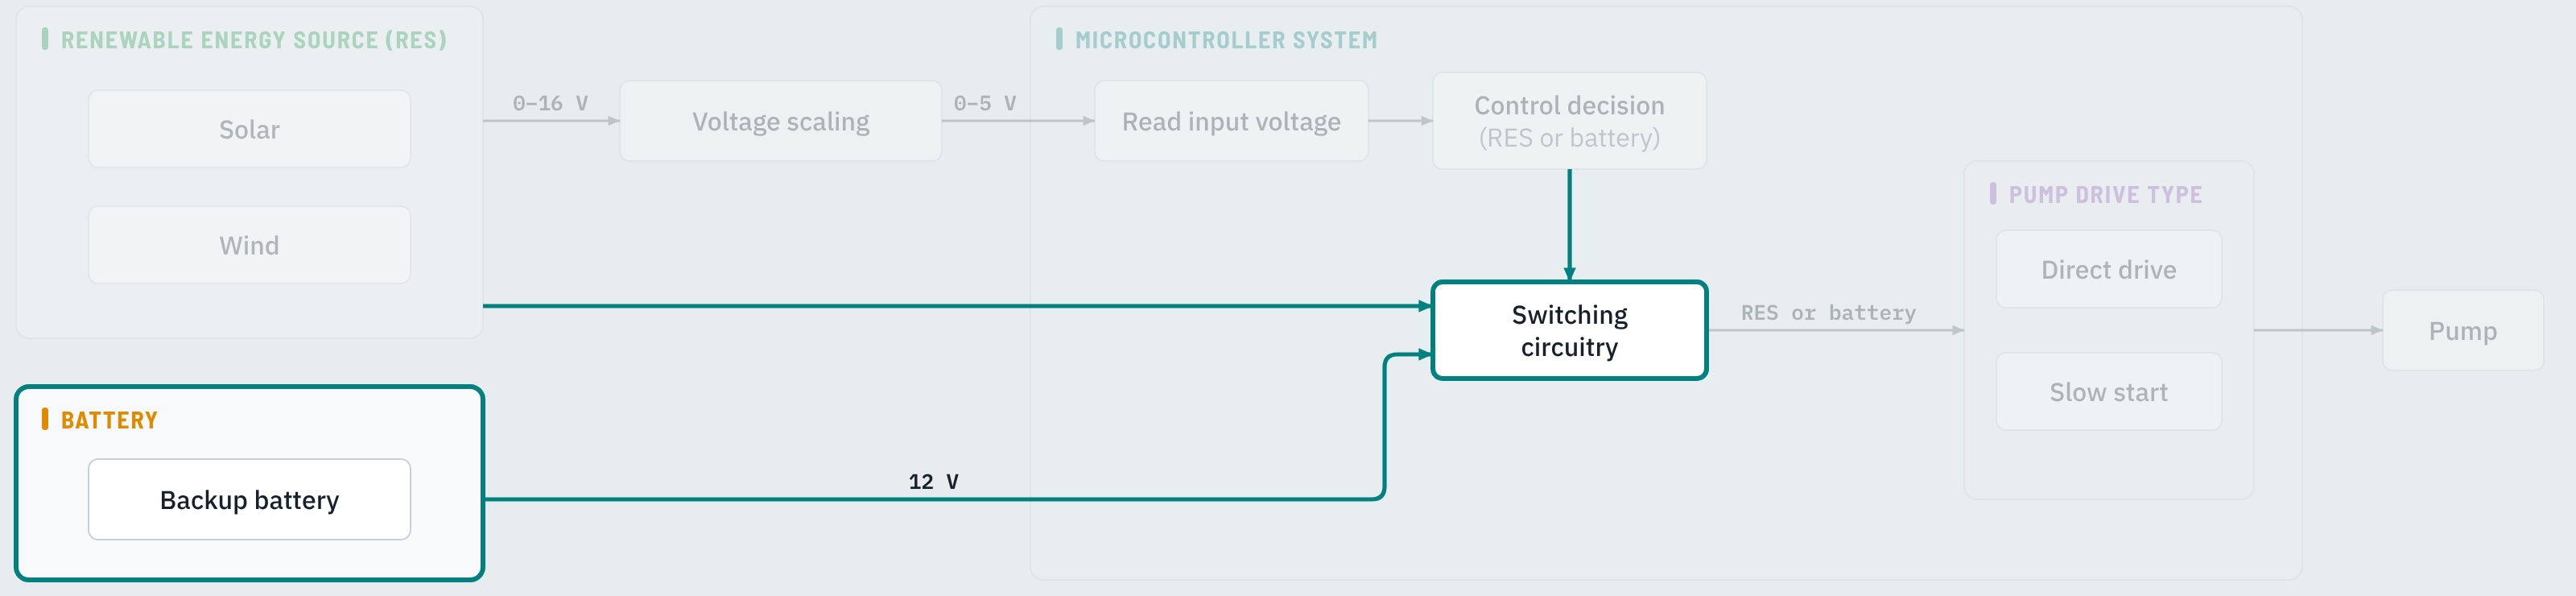 RENEWABLE ENERGY SOURCE (RES)
Solar
Wind
0–16 V
Voltage scaling
0–5 V
MICROCONTROLLER SYSTEM
Read input voltage
Control decision
(RES or battery)
Switching
circuitry
RES or battery
PUMP DRIVE TYPE
Direct drive
Slow start
Pump
BATTERY
Backup battery
12 V